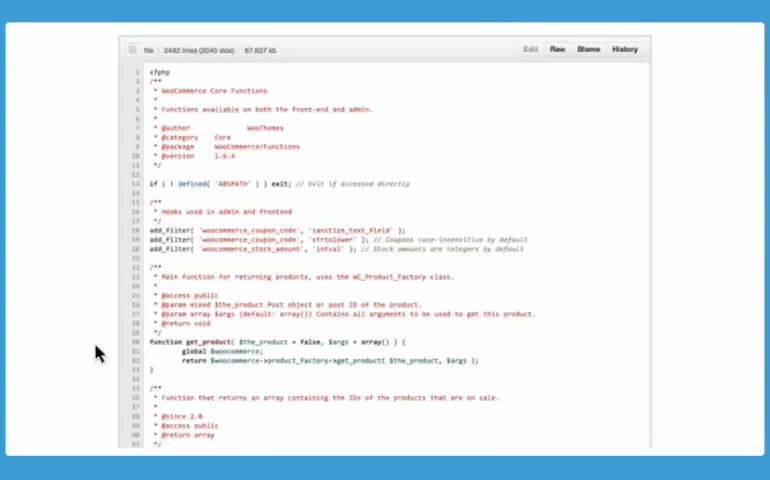 file 2492 lines (2040 sloc) 67.837 kb Edit Raw Blame History
1 <?php
2 /**
3 * WooCommerce Core Functions
4 *
5 * Functions available on both the front-end and admin.
6 *
7 * @author WooThemes
8 * @category Core
9 * @package WooCommerce/Functions
10 * @version 1.6.4
11 */
12
13 if ( ! defined( 'ABSPATH' ) ) exit; // Exit if accessed directly
14
15 /**
16 * Hooks used in admin and frontend
17 */
18 add_filter( 'woocommerce_coupon_code', 'sanitize_text_field' );
19 add_filter( 'woocommerce_coupon_code', 'strtolower' ); // Coupons case-insensitive by default
20 add_filter( 'woocommerce_stock_amount', 'intval' ); // Stock amounts are integers by default
21
22 /**
23 * Main function for returning products, uses the WC_Product_Factory class.
24 *
25 * @access public
26 * @param mixed $the_product Post object or post ID of the product.
27 * @param array $args (default: array()) Contains all arguments to be used to get this product.
28 * @return void
29 */
30 function get_product( $the_product = false, $args = array() ) {
31 global $woocommerce;
32 return $woocommerce->product_factory->get_product( $the_product, $args );
33 }
34
35 /**
36 * Function that returns an array containing the IDs of the products that are on sale.
37 *
38 * @since 2.0
39 * @access public
40 * @return array
41 */